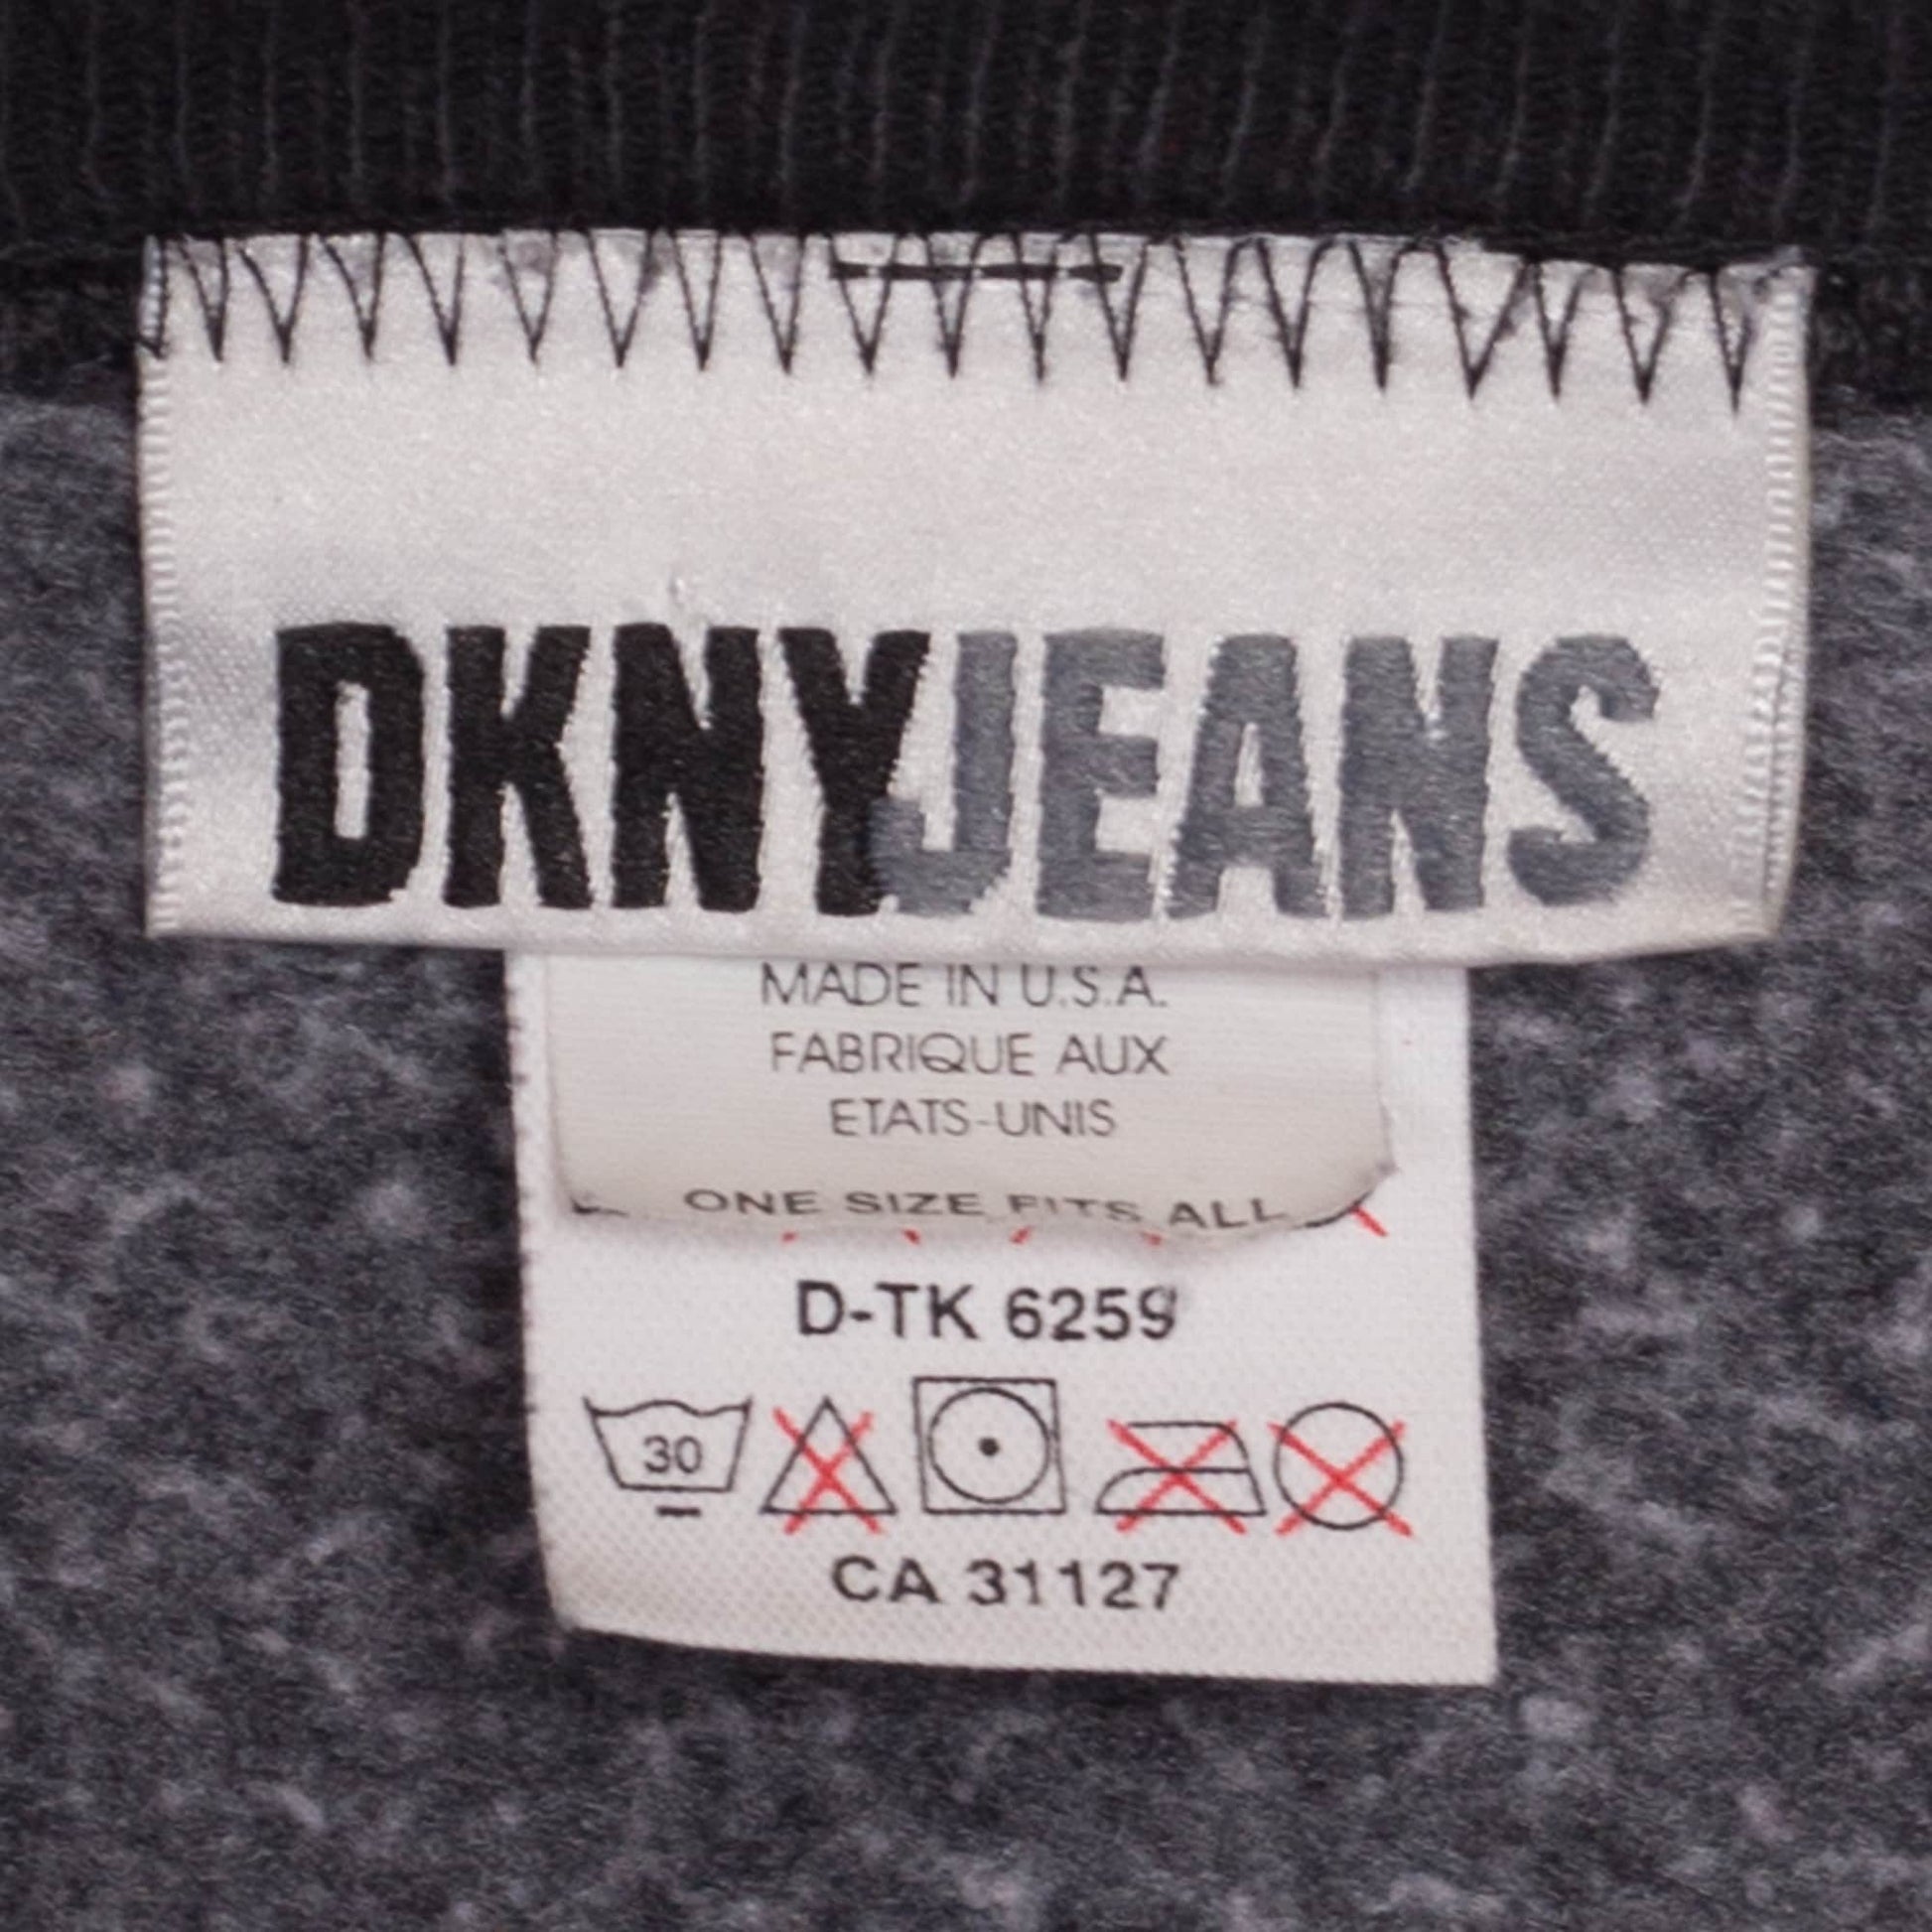 DKNYJEANS
MADE IN U.S.A.
FABRIQUE AUX
ETATS-UNIS
ONE SIZE FITS ALL
D-TK 6259
30
CA 31127